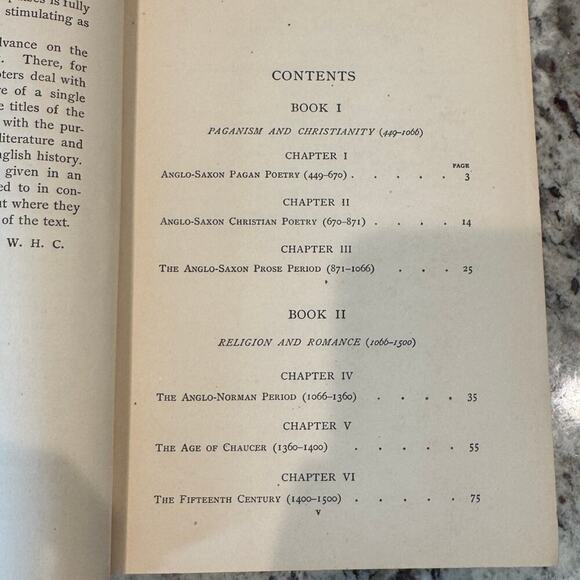 is fully
stimulating as
vance on the
There, for
ters deal with
e of a single
e titles of the
with the pur-
literature and
glish history.
given in an
ed to in con-
ut where they
of the text.
W. H. C.
CONTENTS
BOOK I
PAGANISM AND CHRISTIANITY (449–1066)
CHAPTER I
PAGE
Anglo-Saxon Pagan Poetry (449–670) . . . . . 3
CHAPTER II
Anglo-Saxon Christian Poetry (670–871) . . . . 14
CHAPTER III
The Anglo-Saxon Prose Period (871–1066) . . . 25
BOOK II
RELIGION AND ROMANCE (1066–1500)
CHAPTER IV
The Anglo-Norman Period (1066–1360) . . . . 35
CHAPTER V
The Age of Chaucer (1360–1400) . . . . . 55
CHAPTER VI
The Fifteenth Century (1400–1500) . . . . . 75
v